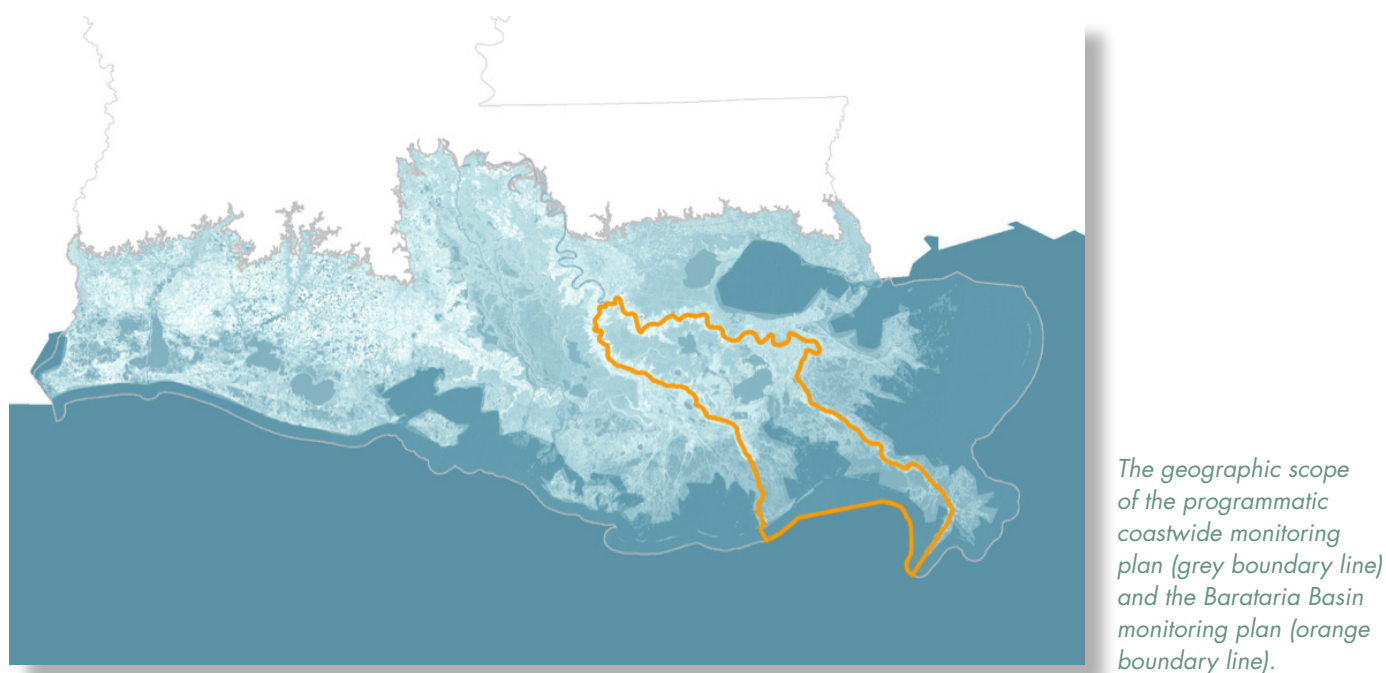 The geographic scope
of the programmatic
coastwide monitoring
plan (grey boundary line)
and the Barataria Basin
monitoring plan (orange
boundary line).